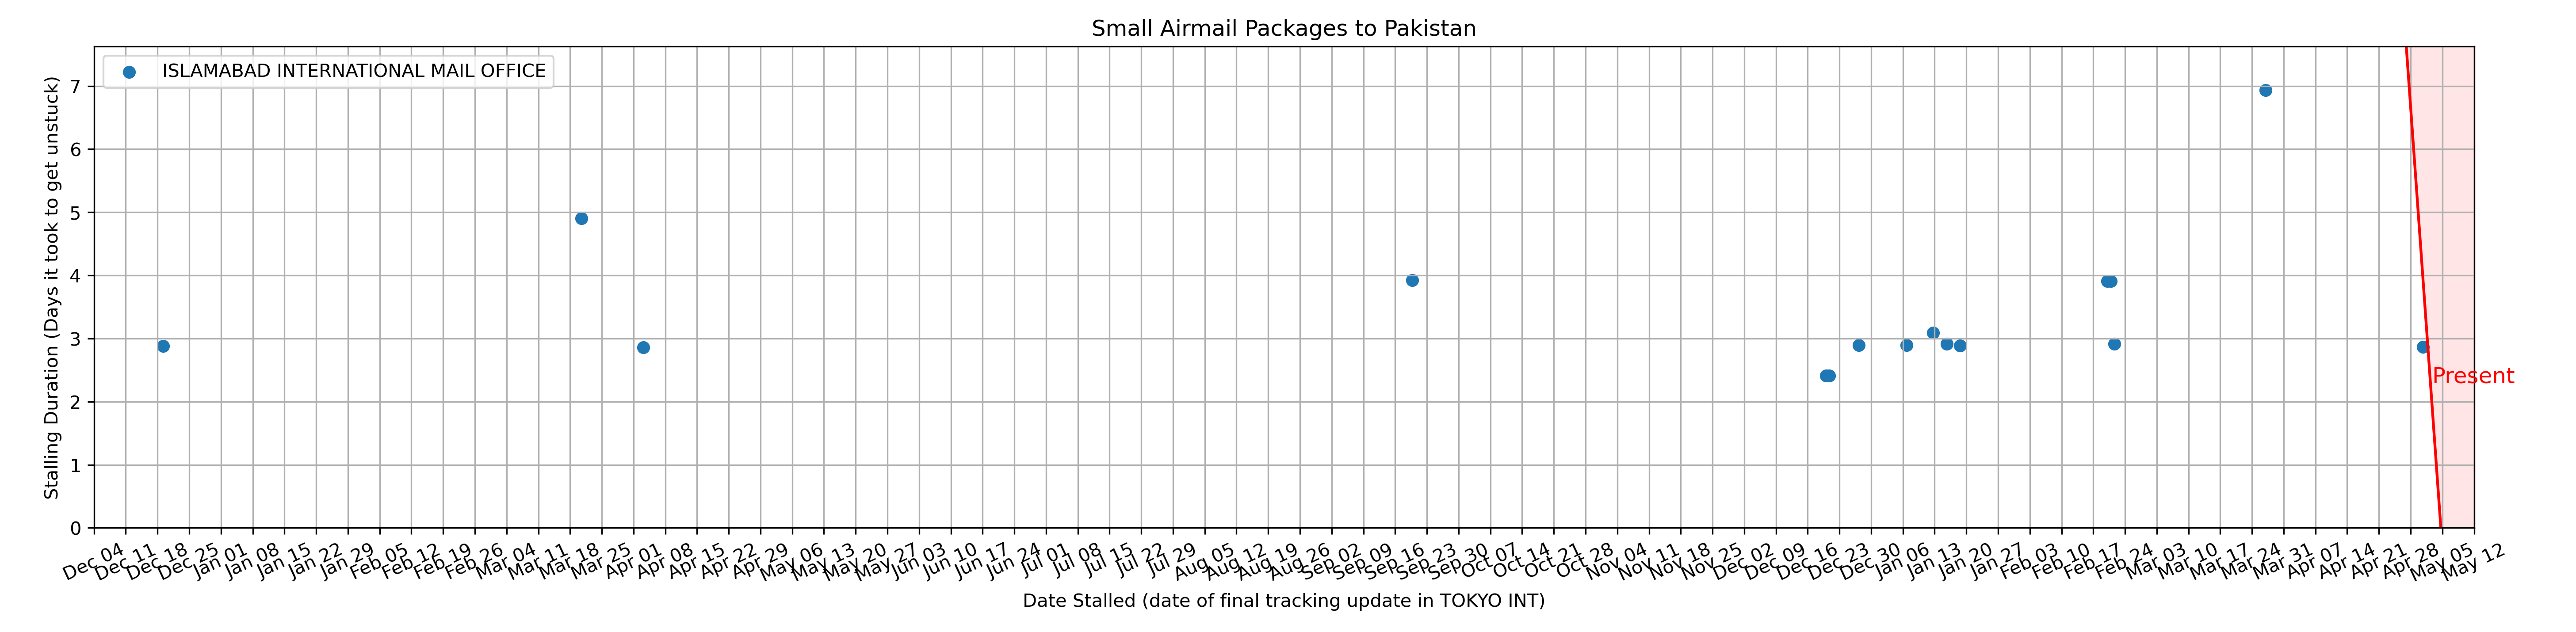 Small Airmail Packages to Pakistan
ISLAMABAD INTERNATIONAL MAIL OFFICE
Stalling Duration (Days it took to get unstuck)
7
6
5
4
3
2
1
0
Present
Dec 04
Dec 11
Dec 18
Dec 25
Jan 01
Jan 08
Jan 15
Jan 22
Jan 29
Feb 05
Feb 12
Feb 19
Feb 26
Mar 04
Mar 11
Mar 18
Mar 25
Apr 01
Apr 08
Apr 15
Apr 22
Apr 29
May 06
May 13
May 20
May 27
Jun 03
Jun 10
Jun 17
Jun 24
Jul 01
Jul 08
Jul 15
Jul 22
Jul 29
Aug 05
Aug 12
Aug 19
Aug 26
Sep 02
Sep 09
Sep 16
Sep 23
Sep 30
Oct 07
Oct 14
Oct 21
Oct 28
Nov 04
Nov 11
Nov 18
Nov 25
Dec 02
Dec 09
Dec 16
Dec 23
Dec 30
Jan 06
Jan 13
Jan 20
Jan 27
Feb 03
Feb 10
Feb 17
Feb 24
Mar 03
Mar 10
Mar 17
Mar 24
Mar 31
Apr 07
Apr 14
Apr 21
Apr 28
May 05
May 12
Date Stalled (date of final tracking update in TOKYO INT)